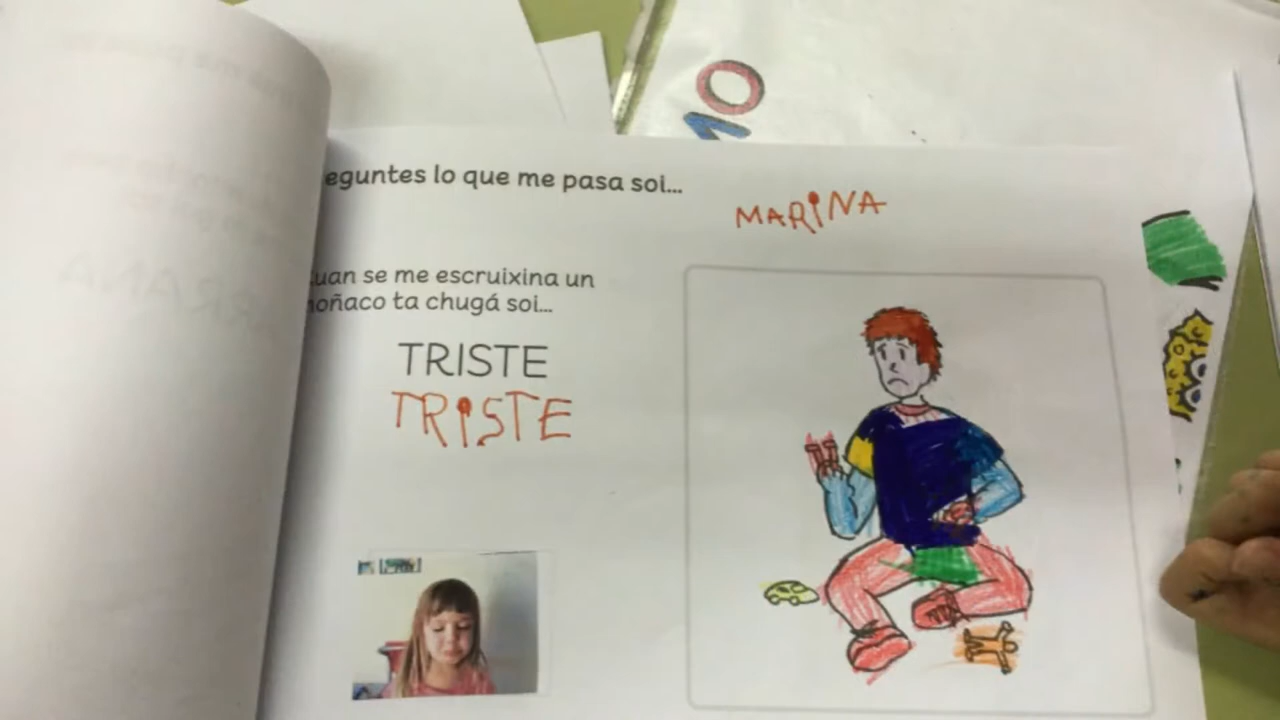 eguntes lo que me pasa soi...
MARINA
uan se me escruixina un
oñaco ta chugá soi...
TRISTE
TRISTE